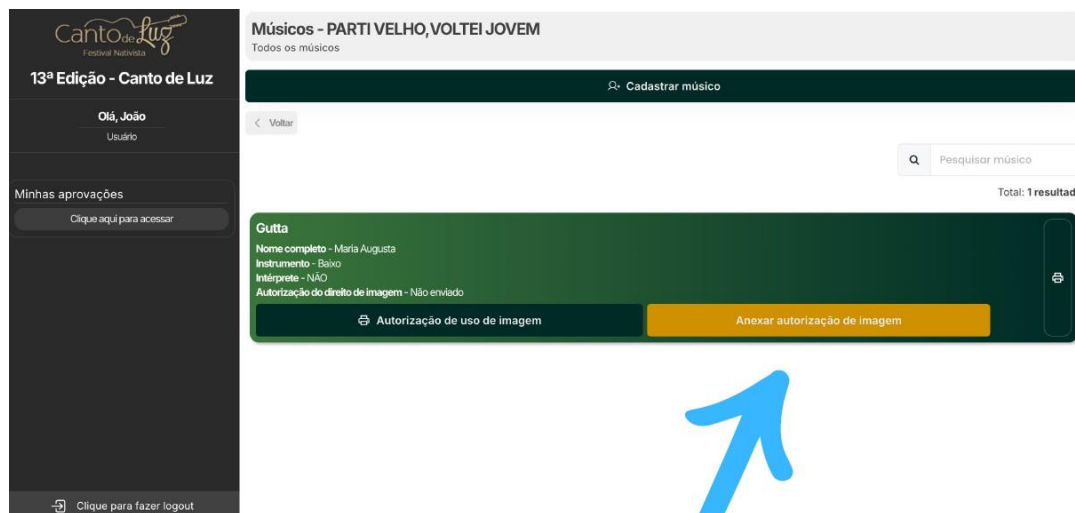 Canto de Luz
Festival Nativista
13ª Edição - Canto de Luz
Olá, João
Usuário
Minhas aprovações
Clique aqui para acessar
Clique para fazer logout
Músicos - PARTI VELHO,VOLTEI JOVEM
Todos os músicos
Cadastrar músico
Voltar
Pesquisar músico
Total: 1 resultad
Gutta
Nome completo - Maria Augusta
Instrumento - Baixo
Intérprete - NÃO
Autorização do direito de imagem - Não enviado
Autorização de uso de imagem
Anexar autorização de imagem